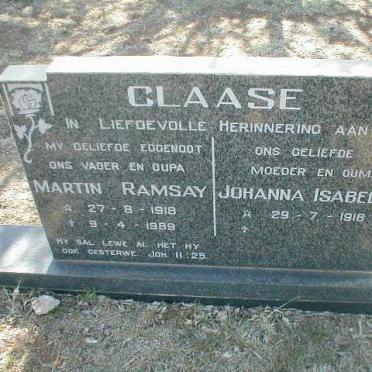 CLAASE
IN LIEFDEVOLLE HERINNERING AAN
MY GELIEFDE EGGENOOT
ONS VADER EN OUPA
MARTIN RAMSAY
☆ 27-8-1918
✝ 9-4-1989
HY SAL LEWE AL HET HY
OOK GESTERWE. JOH. 11:25.
ONS GELIEFDE
MOEDER EN OUM
JOHANNA ISABE
☆ 29-7-1918
✝